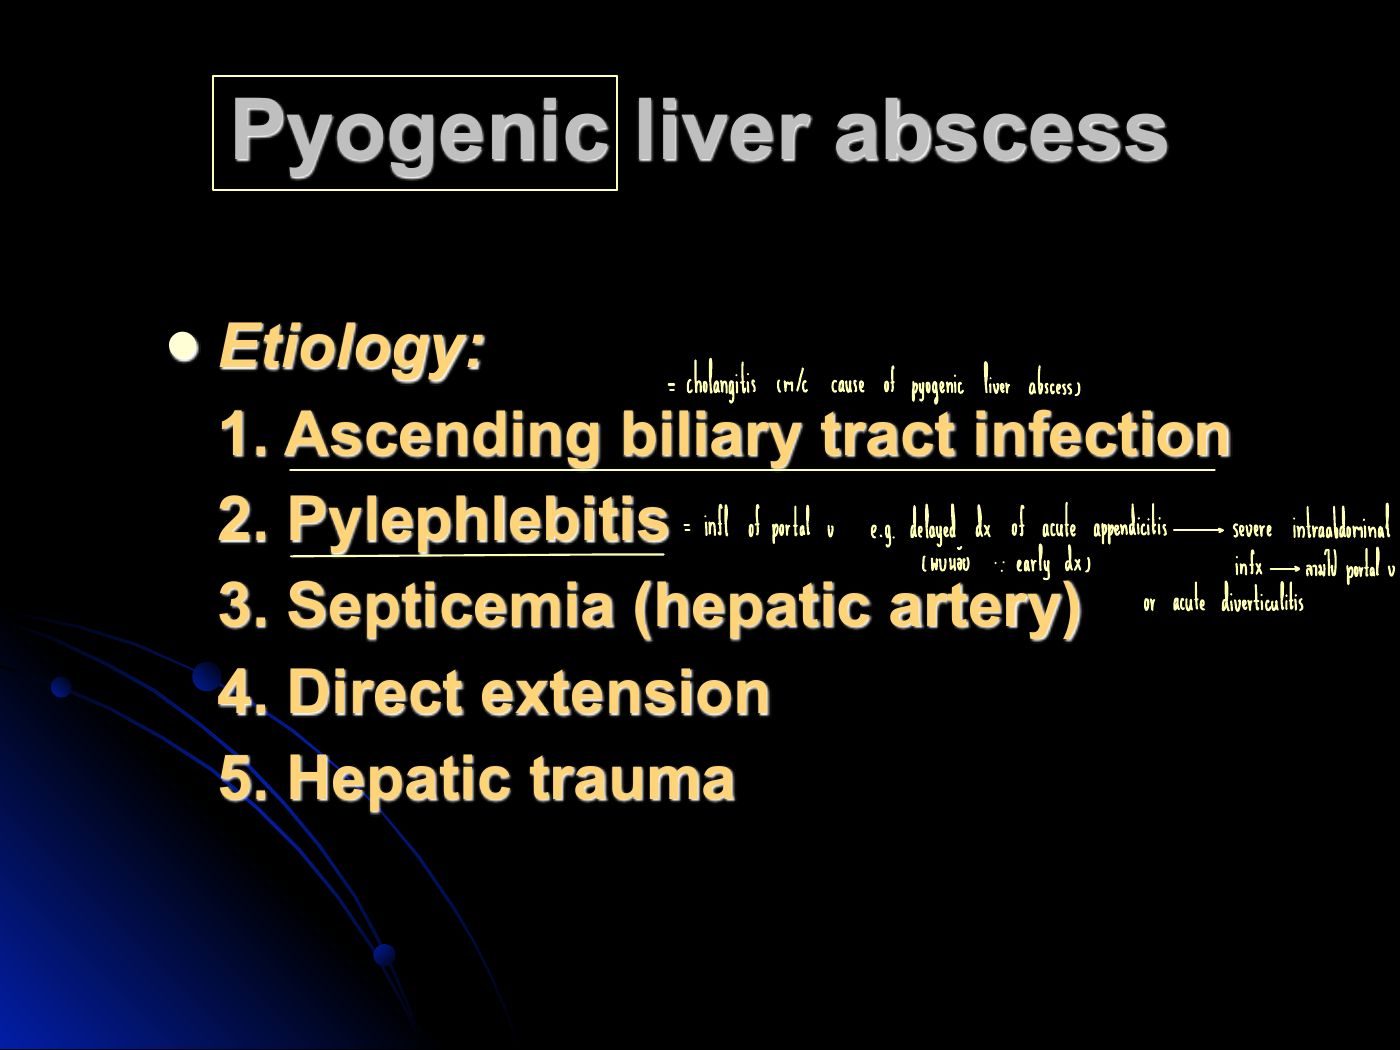 Pyogenic liver abscess
Etiology:
= cholangitis (m/c cause of pyogenic liver abscess)
1. Ascending biliary tract infection
2. Pylephlebitis = infl of portal v e.g. delayed dx of acute appendicitis → severe intraabdominal
(พบน้อย ∵ early dx) infx → ลามไป portal v
3. Septicemia (hepatic artery) or acute diverticulitis
4. Direct extension
5. Hepatic trauma